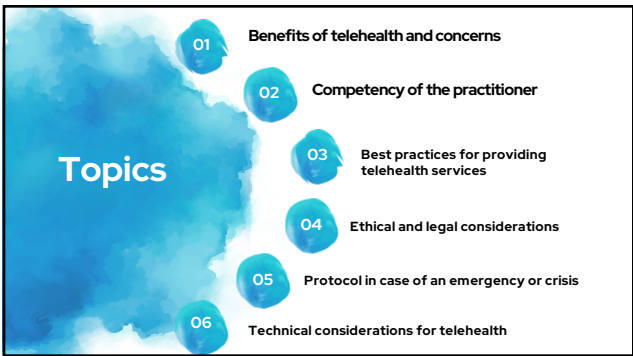 Topics
01
Benefits of telehealth and concerns
02
Competency of the practitioner
03
Best practices for providing
telehealth services
04
Ethical and legal considerations
05
Protocol in case of an emergency or crisis
06
Technical considerations for telehealth